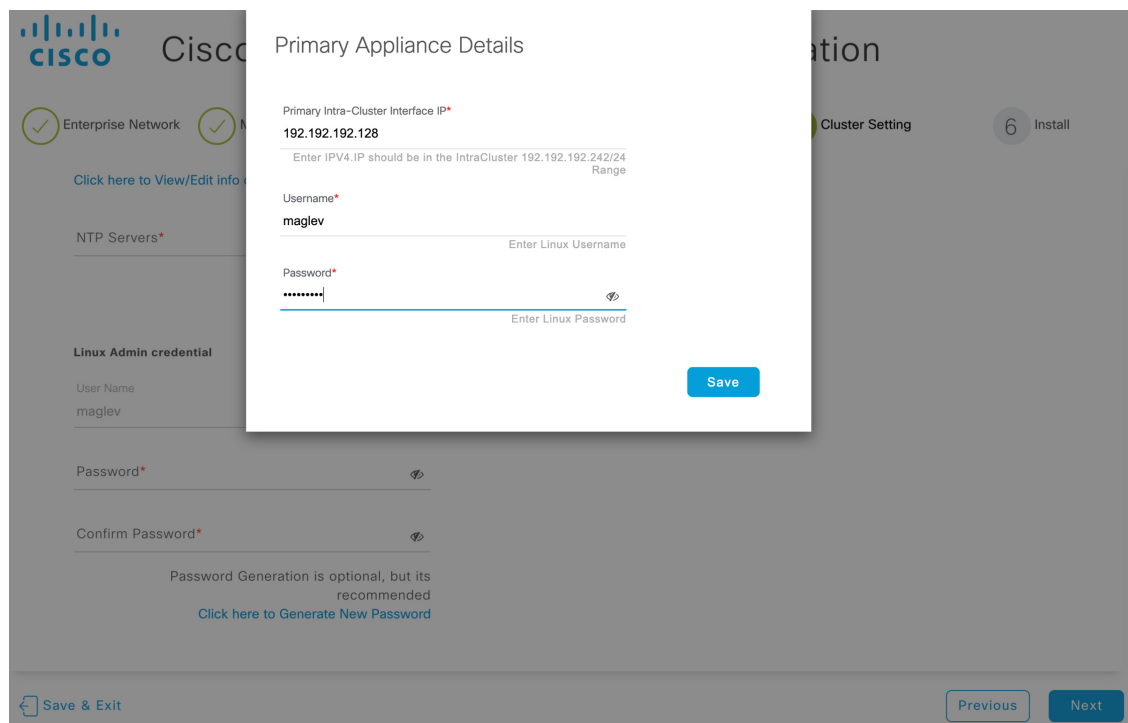 CISCO
Primary Appliance Details
Primary Intra-Cluster Interface IP*
192.192.192.128
Enter IPV4.IP should be in the IntraCluster 192.192.192.242/24
Range
Username*
maglev
Enter Linux Username
Password*
•••••••••
Enter Linux Password
Save
Enterprise Network
Cluster Setting
6 Install
Click here to View/Edit info
NTP Servers*
Linux Admin credential
User Name
maglev
Password*
Confirm Password*
Password Generation is optional, but its
recommended
Click here to Generate New Password
Save & Exit
Previous
Next